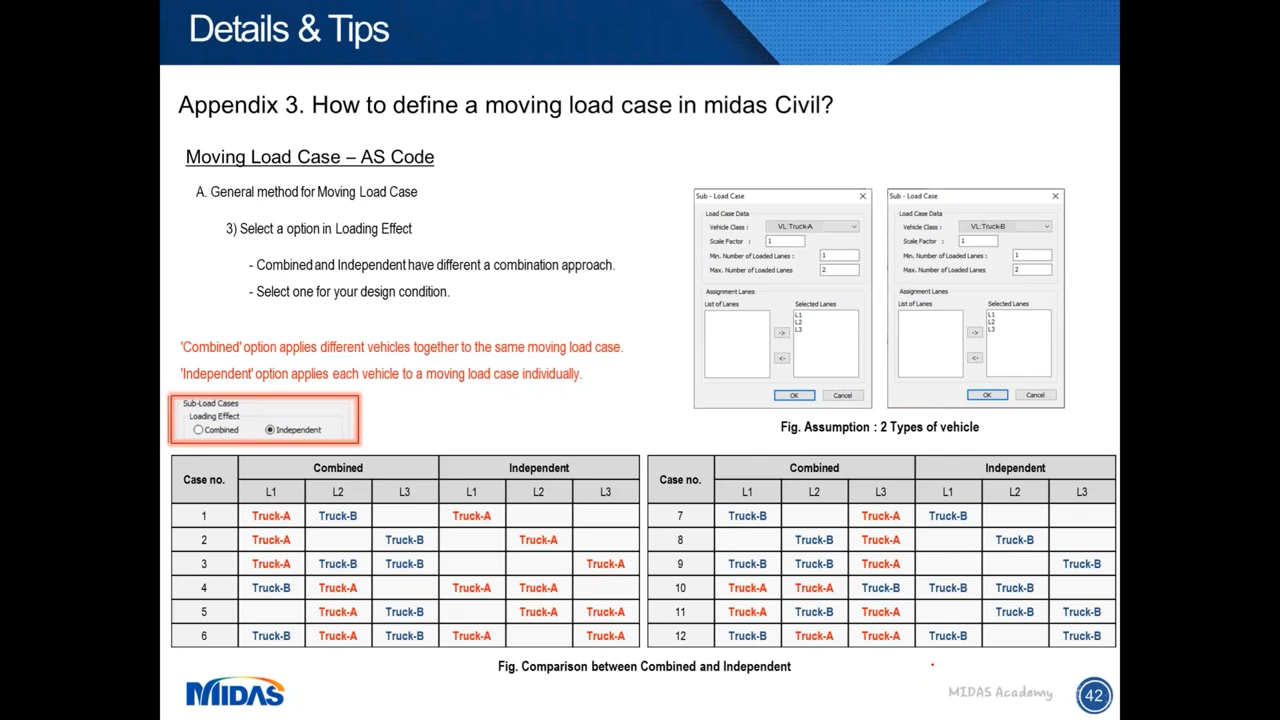 Details & Tips
Appendix 3. How to define a moving load case in midas Civil?
Moving Load Case – AS Code
A. General method for Moving Load Case
3) Select a option in Loading Effect
- Combined and Independent have different a combination approach.
- Select one for your design condition.
'Combined' option applies different vehicles together to the same moving load case.
'Independent' option applies each vehicle to a moving load case individually.
Sub-Load Cases
Loading Effect
Combined Independent
Sub - Load Case
Load Case Data
Vehicle Class : VL:Truck-A
Scale Factor : 1
Min. Number of Loaded Lanes : 1
Max. Number of Loaded Lanes 2
Assignment Lanes
List of Lanes Selected Lanes
L1
L2
L3
->
<-
OK Cancel
Sub - Load Case
Load Case Data
Vehicle Class : VL:Truck-B
Scale Factor : 1
Min. Number of Loaded Lanes : 1
Max. Number of Loaded Lanes 2
Assignment Lanes
List of Lanes Selected Lanes
L1
L2
L3
->
<-
OK Cancel
Fig. Assumption : 2 Types of vehicle
Case no. Combined Independent
L1 L2 L3 L1 L2 L3
1 Truck-A Truck-B Truck-A
2 Truck-A Truck-B Truck-A
3 Truck-A Truck-B Truck-B Truck-A
4 Truck-B Truck-A Truck-A Truck-A
5 Truck-A Truck-B Truck-A Truck-A
6 Truck-B Truck-A Truck-B Truck-A Truck-A
Case no. Combined Independent
L1 L2 L3 L1 L2 L3
7 Truck-B Truck-A Truck-B
8 Truck-B Truck-A Truck-B
9 Truck-B Truck-B Truck-A Truck-B
10 Truck-A Truck-A Truck-B Truck-B Truck-B
11 Truck-A Truck-B Truck-A Truck-B Truck-B
12 Truck-B Truck-A Truck-A Truck-B Truck-B
Fig. Comparison between Combined and Independent
MIDAS
MIDAS Academy
42